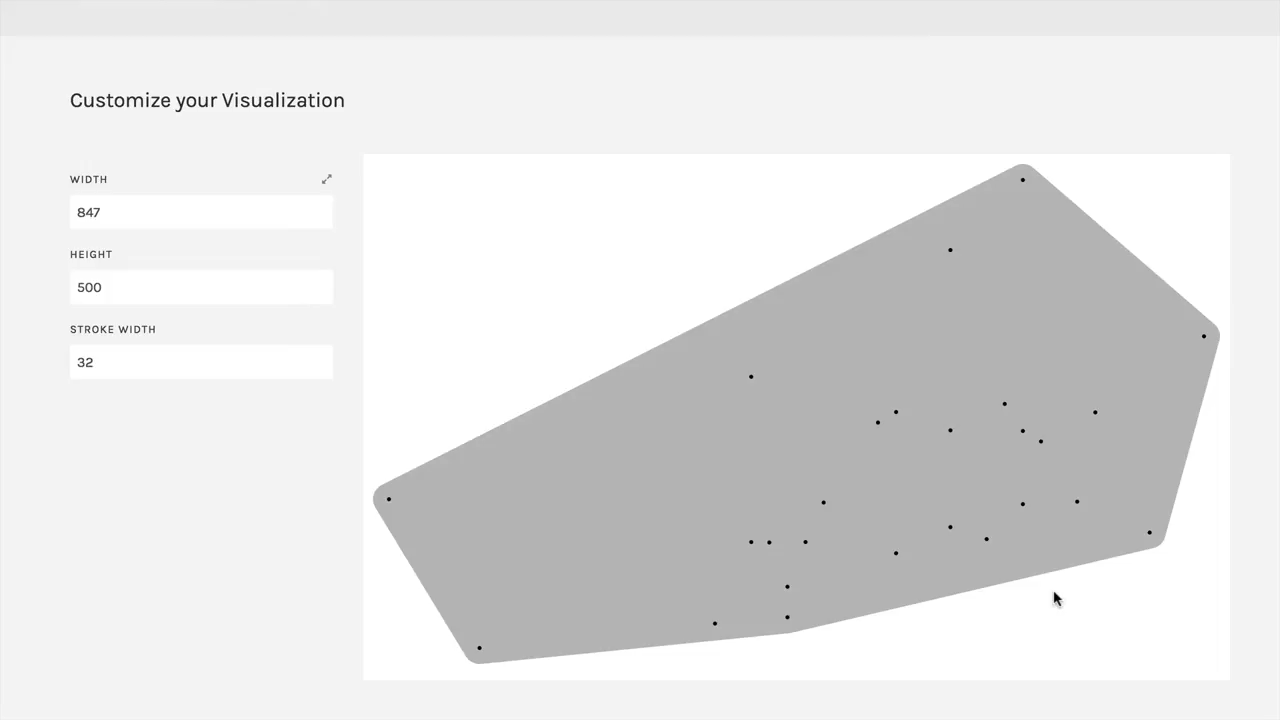 Customize your Visualization
WIDTH
847
HEIGHT
500
STROKE WIDTH
32